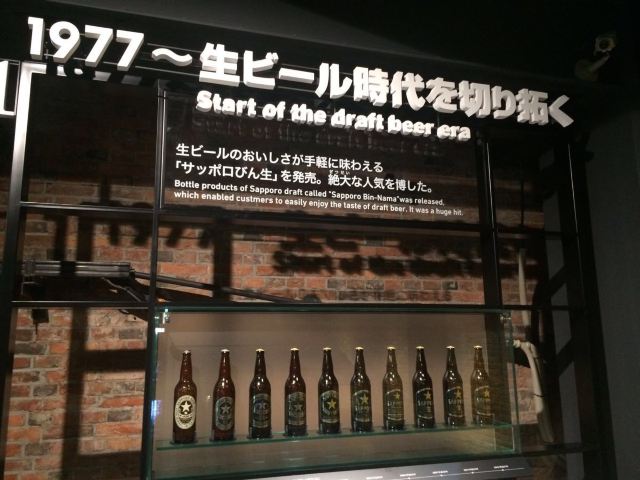 1977～生ビール時代を切り拓く
Start of the draft beer era
生ビールのおいしさが手軽に味わえる
「サッポロびん生」を発売。絶大な人気を博した。
Bottle products of Sapporo draft called "Sapporo Bin-Nama"was released,
which enabled custmers to easily enjoy the taste of draft beer. It was a huge hit.